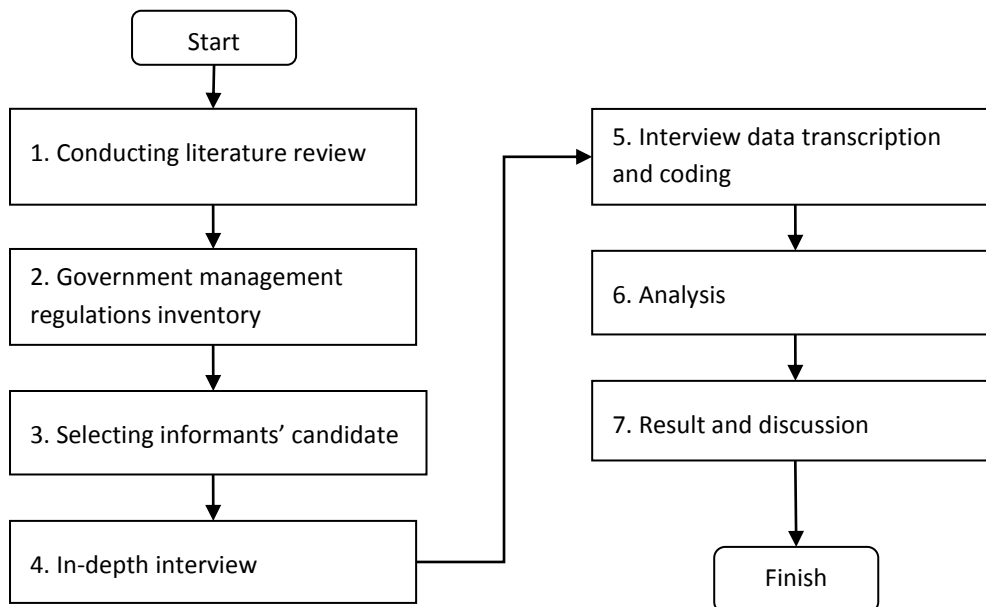 Start
1. Conducting literature review
2. Government management
regulations inventory
3. Selecting informants’ candidate
4. In-depth interview
5. Interview data transcription
and coding
6. Analysis
7. Result and discussion
Finish